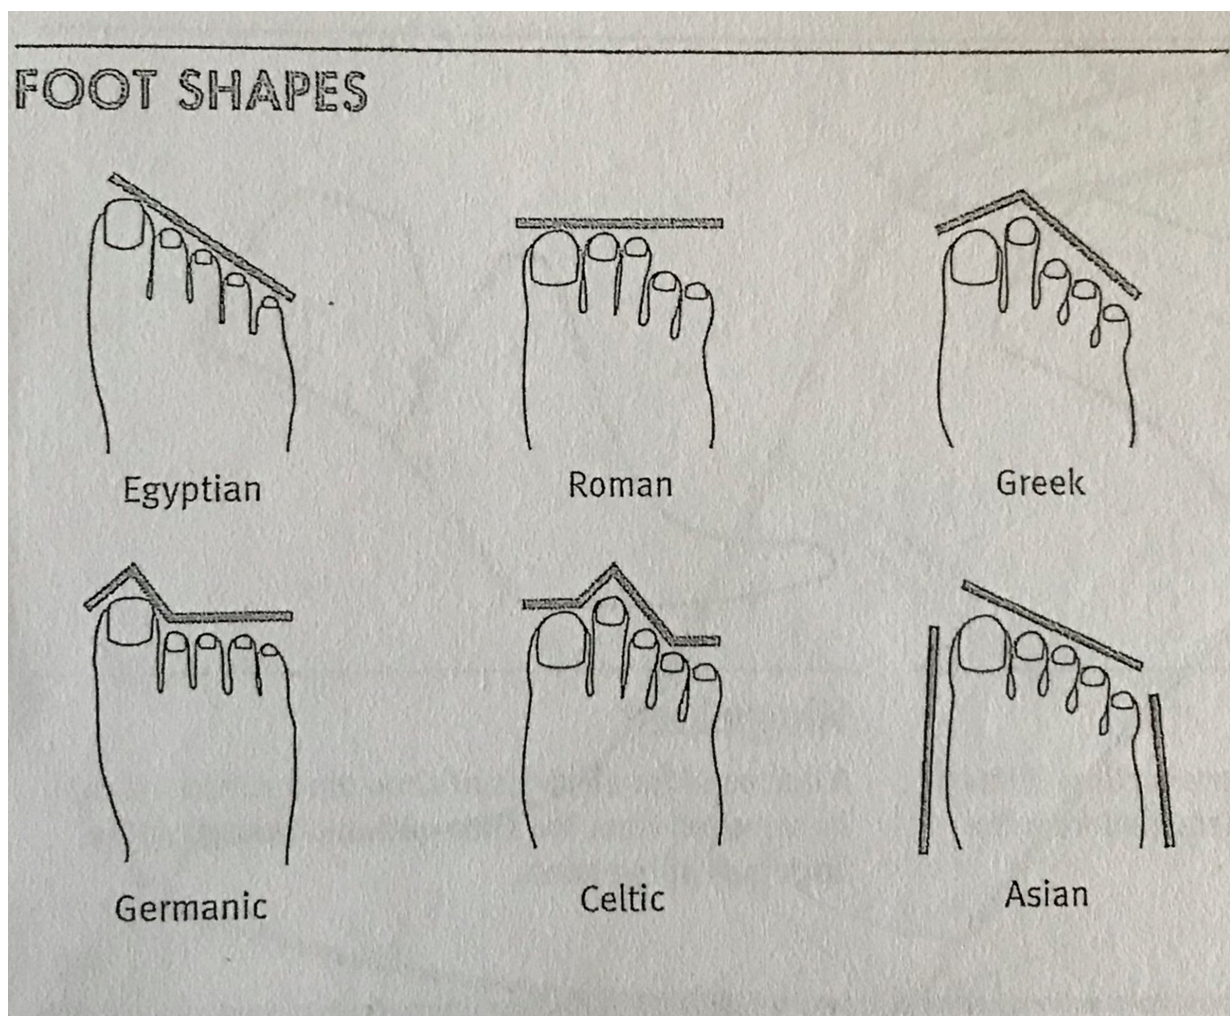 FOOT SHAPES
Egyptian
Roman
Greek
Germanic
Celtic
Asian